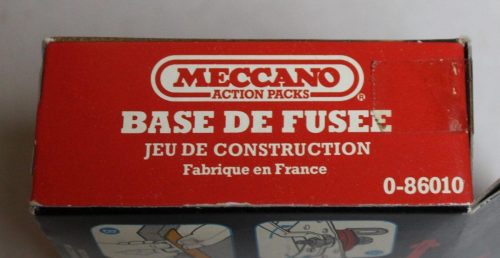 MECCANO
ACTION PACKS ®
BASE DE FUSEE
JEU DE CONSTRUCTION
Fabrique en France
0-86010